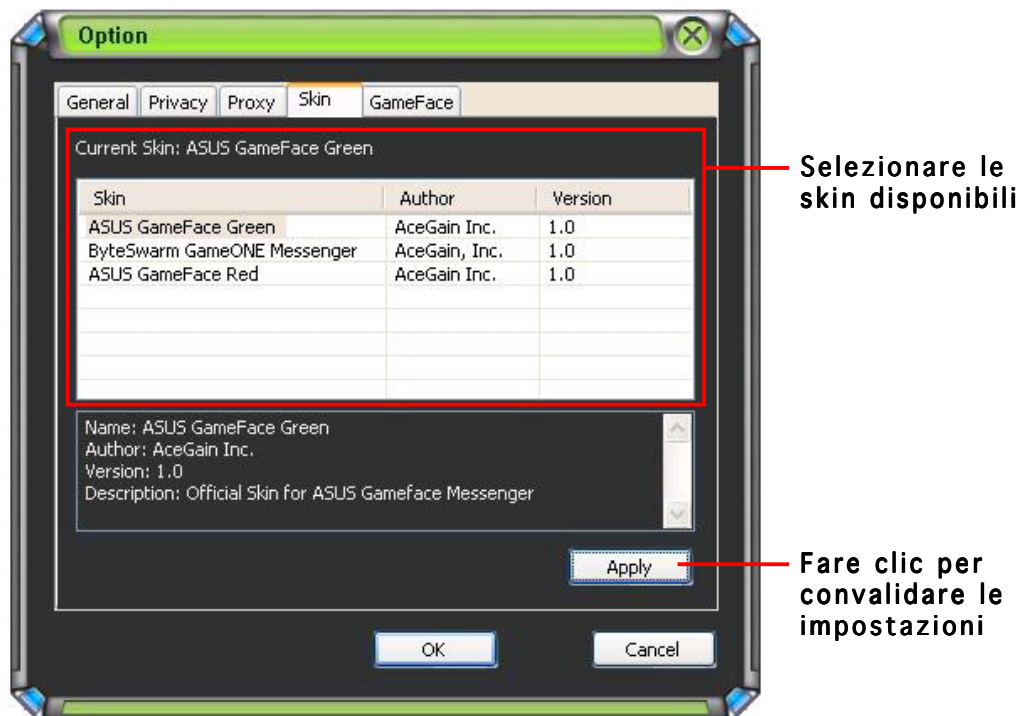 Option
General Privacy Proxy Skin GameFace
Current Skin: ASUS GameFace Green
Skin Author Version
ASUS GameFace Green AceGain Inc. 1.0
ByteSwarm GameONE Messenger AceGain, Inc. 1.0
ASUS GameFace Red AceGain Inc. 1.0
Name: ASUS GameFace Green
Author: AceGain Inc.
Version: 1.0
Description: Official Skin for ASUS Gameface Messenger
Apply
OK Cancel
Selezionare le
skin disponibili
Fare clic per
convalidare le
impostazioni